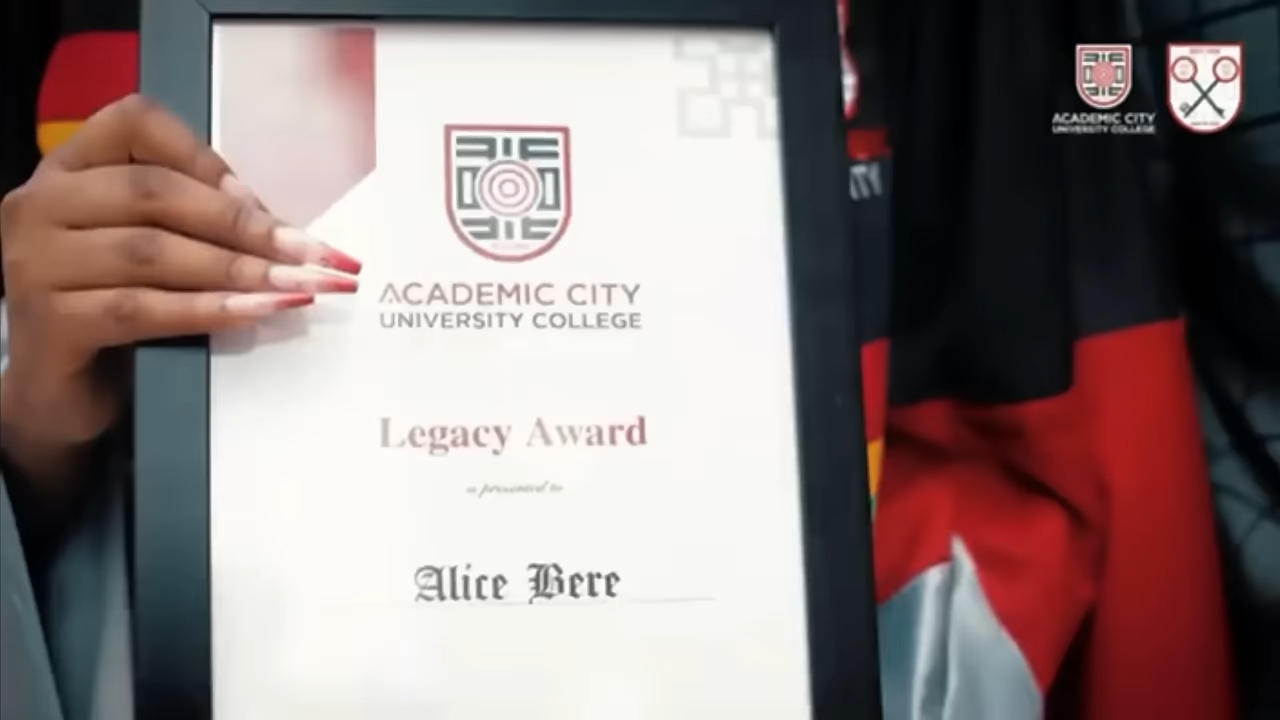 ACADEMIC CITY
UNIVERSITY COLLEGE
Legacy Award
is presented to
Alice Bere
ACADEMIC CITY
UNIVERSITY COLLEGE